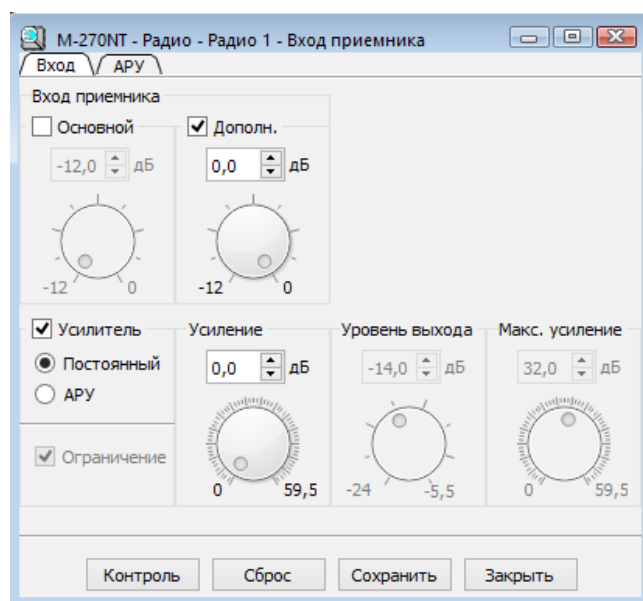 M-270NT - Радио - Радио 1 - Вход приемника
Вход АРУ
Вход приемника
Основной Дополн.
-12,0 дБ 0,0 дБ
-12 0 -12 0
Усилитель Усиление Уровень выхода Макс. усиление
Постоянный 0,0 дБ -14,0 дБ 32,0 дБ
АРУ
Ограничение
0 59,5 -24 -5,5 0 59,5
Контроль Сброс Сохранить Закрыть